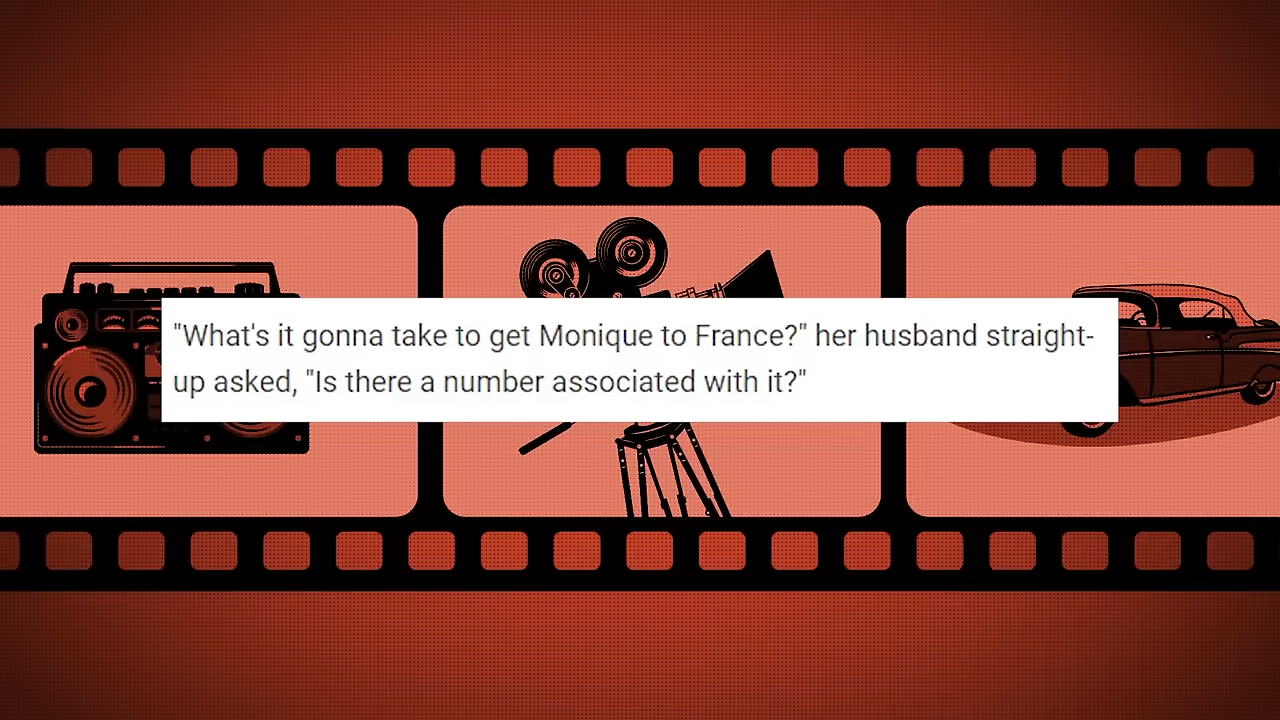 "What's it gonna take to get Monique to France?" her husband straight-
up asked, "Is there a number associated with it?"